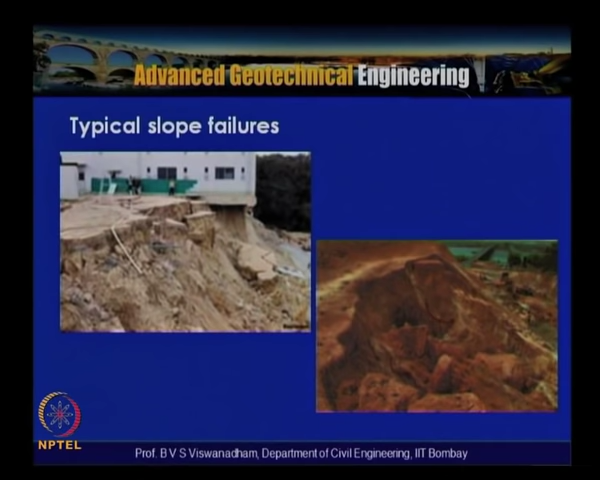 Advanced Geotechnical Engineering
Typical slope failures
NPTEL
Prof. B V S Viswanadham, Department of Civil Engineering, IIT Bombay